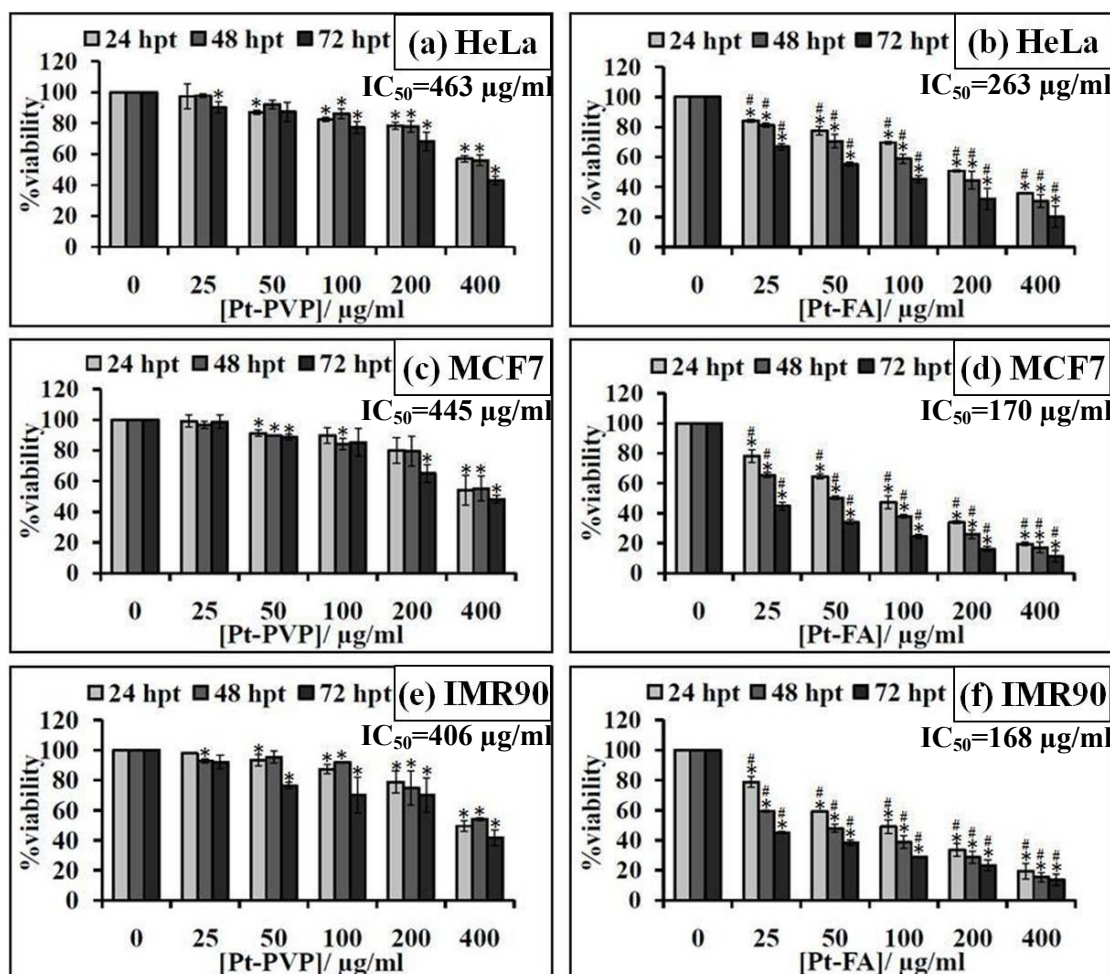 24 hpt 48 hpt 72 hpt
(a) HeLa
IC50=463 µg/ml
%viability
120
100
80
60
40
20
0
* * * * * * * * * * * * *
0 25 50 100 200 400
[Pt-PVP]/ µg/ml
24 hpt 48 hpt 72 hpt
(b) HeLa
IC50=263 µg/ml
%viability
120
100
80
60
40
20
0
# # # # # # # # # # # # # # #
* * * * * * * * * * * * * * *
0 25 50 100 200 400
[Pt-FA]/ µg/ml
24 hpt 48 hpt 72 hpt
(c) MCF7
IC50=445 µg/ml
%viability
120
100
80
60
40
20
0
* * * * * * * *
0 25 50 100 200 400
[Pt-PVP]/ µg/ml
24 hpt 48 hpt 72 hpt
(d) MCF7
IC50=170 µg/ml
%viability
120
100
80
60
40
20
0
# # # # # # # # # # # # # # #
* * * * * * * * * * * * * * *
0 25 50 100 200 400
[Pt-FA]/ µg/ml
24 hpt 48 hpt 72 hpt
(e) IMR90
IC50=406 µg/ml
%viability
120
100
80
60
40
20
0
* * * * * * * * * * * *
0 25 50 100 200 400
[Pt-PVP]/ µg/ml
24 hpt 48 hpt 72 hpt
(f) IMR90
IC50=168 µg/ml
%viability
120
100
80
60
40
20
0
# # # # # # # # # # # # # # #
* * * * * * * * * * * * * * *
0 25 50 100 200 400
[Pt-FA]/ µg/ml